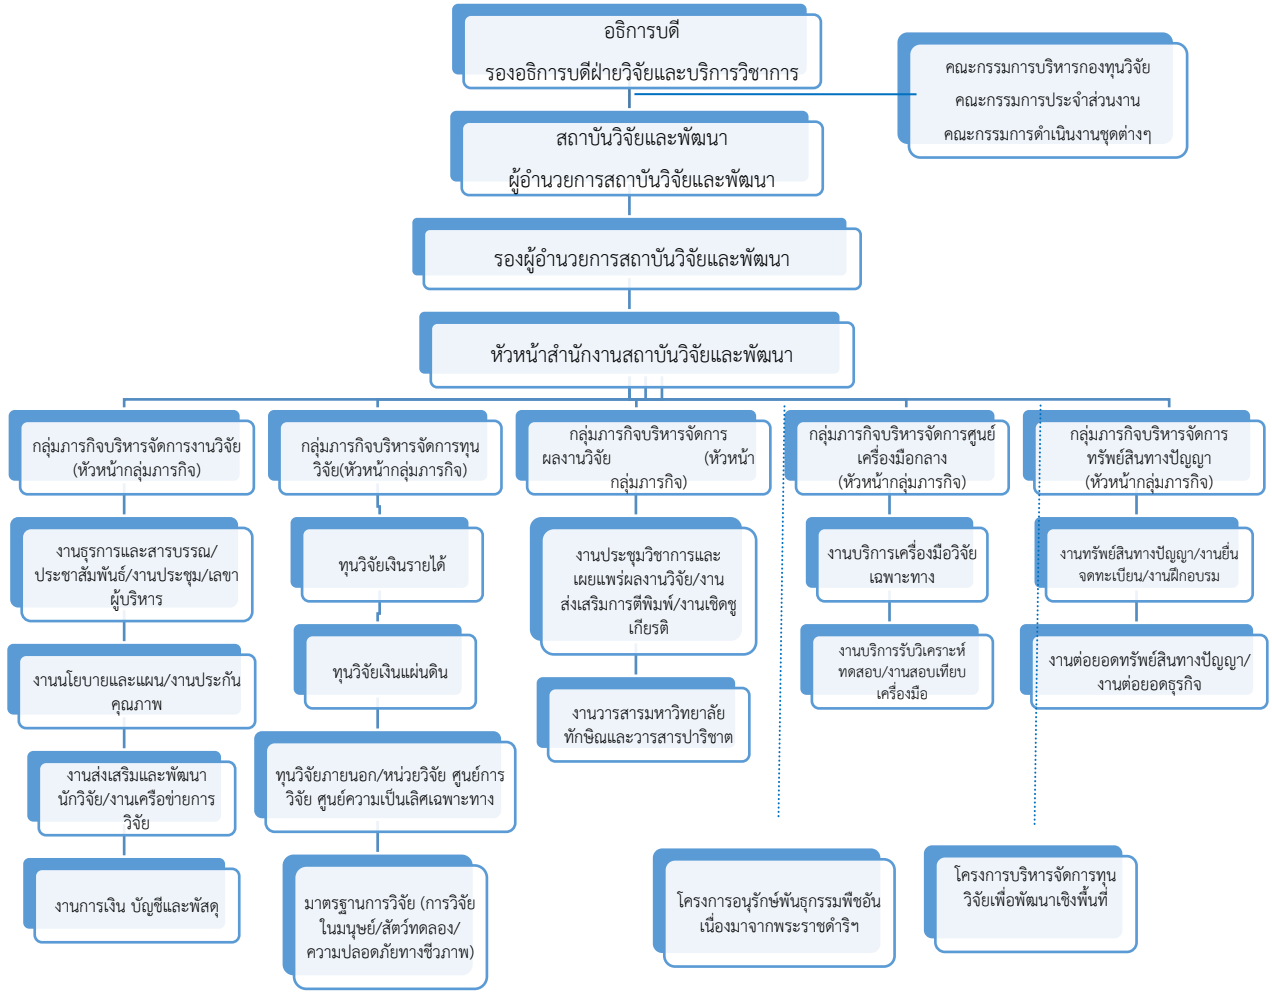 อธิการบดี
รองอธิการบดีฝ่ายวิจัยและบริการวิชาการ
คณะกรรมการบริหารกองทุนวิจัย
คณะกรรมการประจำส่วนงาน
คณะกรรมการดำเนินงานชุดต่างๆ
สถาบันวิจัยและพัฒนา
ผู้อำนวยการสถาบันวิจัยและพัฒนา
รองผู้อำนวยการสถาบันวิจัยและพัฒนา
หัวหน้าสำนักงานสถาบันวิจัยและพัฒนา
กลุ่มภารกิจบริหารจัดการงานวิจัย
(หัวหน้ากลุ่มภารกิจ)
งานธุรการและสารบรรณ/
ประชาสัมพันธ์/งานประชุม/เลขา
ผู้บริหาร
งานนโยบายและแผน/งานประกัน
คุณภาพ
งานส่งเสริมและพัฒนา
นักวิจัย/งานเครือข่ายการ
วิจัย
งานการเงิน บัญชีและพัสดุ
กลุ่มภารกิจบริหารจัดการทุน
วิจัย(หัวหน้ากลุ่มภารกิจ)
ทุนวิจัยเงินรายได้
ทุนวิจัยเงินแผ่นดิน
ทุนวิจัยภายนอก/หน่วยวิจัย ศูนย์การ
วิจัย ศูนย์ความเป็นเลิศเฉพาะทาง
มาตรฐานการวิจัย (การวิจัย
ในมนุษย์/สัตว์ทดลอง/
ความปลอดภัยทางชีวภาพ)
กลุ่มภารกิจบริหารจัดการ
ผลงานวิจัย (หัวหน้า
กลุ่มภารกิจ)
งานประชุมวิชาการและ
เผยแพร่ผลงานวิจัย/งาน
ส่งเสริมการตีพิมพ์/งานเชิดชู
เกียรติ
งานวารสารมหาวิทยาลัย
ทักษิณและวารสารปาริชาต
กลุ่มภารกิจบริหารจัดการศูนย์
เครื่องมือกลาง
(หัวหน้ากลุ่มภารกิจ)
งานบริการเครื่องมือวิจัย
เฉพาะทาง
งานบริการรับวิเคราะห์
ทดสอบ/งานสอบเทียบ
เครื่องมือ
กลุ่มภารกิจบริหารจัดการ
ทรัพย์สินทางปัญญา
(หัวหน้ากลุ่มภารกิจ)
งานทรัพย์สินทางปัญญา/งานยื่น
จดทะเบียน/งานฝึกอบรม
งานต่อยอดทรัพย์สินทางปัญญา/
งานต่อยอดธุรกิจ
โครงการอนุรักษ์พันธุกรรมพืชอัน
เนื่องมาจากพระราชดำริฯ
โครงการบริหารจัดการทุน
วิจัยเพื่อพัฒนาเชิงพื้นที่